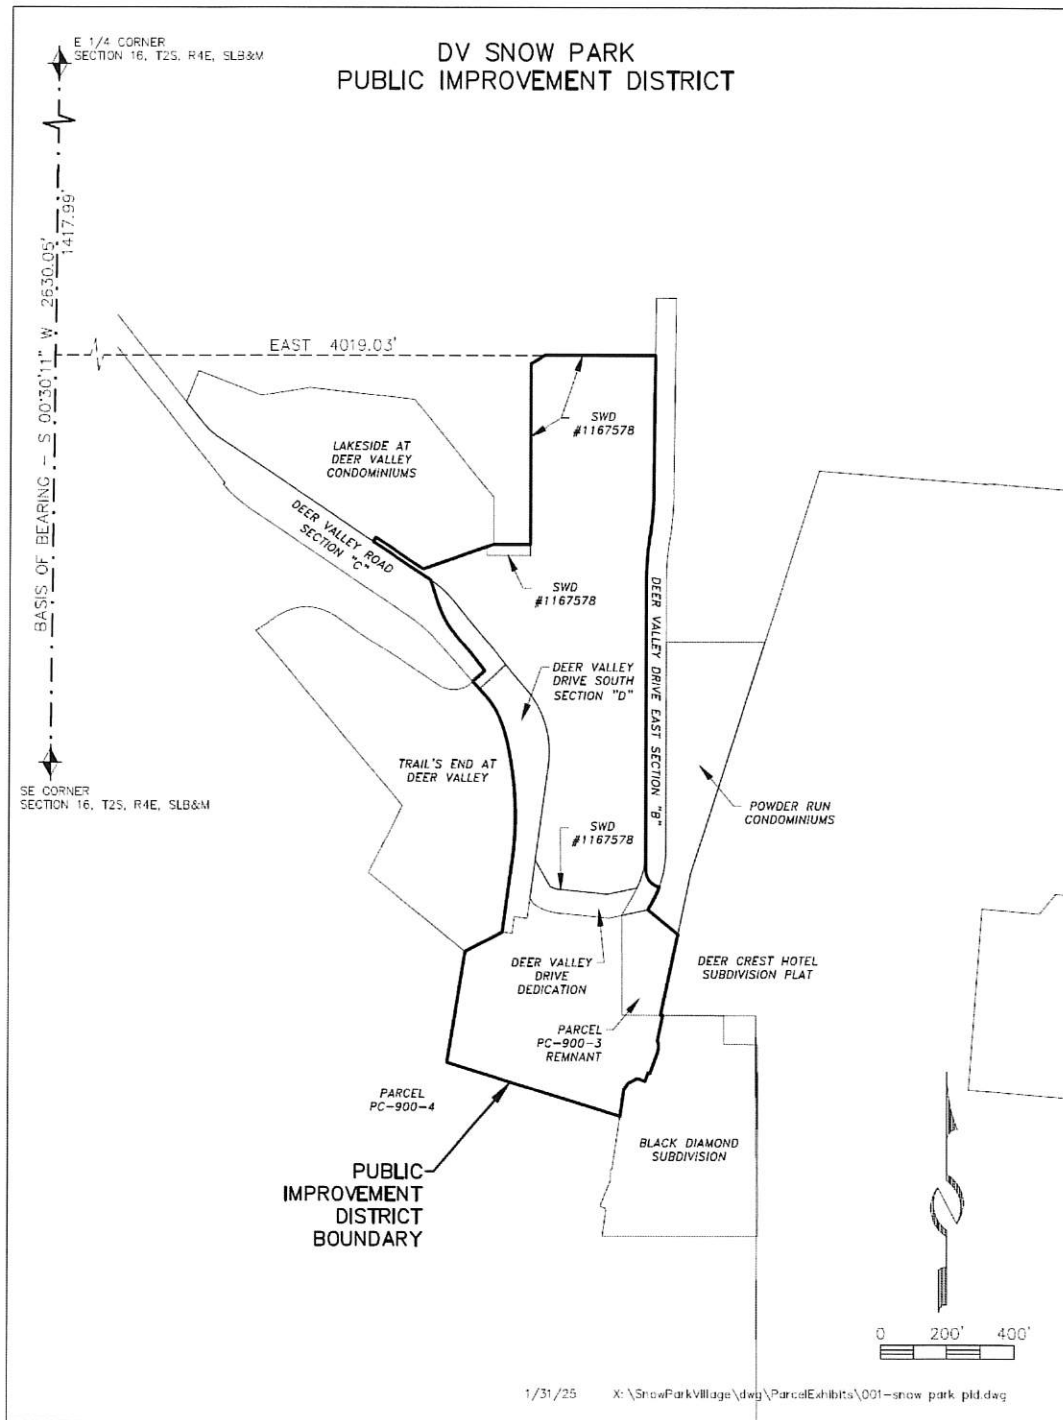 E 1/4 CORNER
SECTION 16, T2S, R4E, SLB&M
DV SNOW PARK
PUBLIC IMPROVEMENT DISTRICT
BASIS OF BEARING – S 00°30'11" W 2630.05'
1417.99'
EAST 4019.03'
SWD
#1167578
LAKESIDE AT
DEER VALLEY
CONDOMINIUMS
DEER VALLEY ROAD
SECTION "C"
SWD
#1167578
DEER VALLEY DRIVE EAST SECTION "B"
DEER VALLEY
DRIVE SOUTH
SECTION "D"
TRAIL'S END AT
DEER VALLEY
SE CORNER
SECTION 16, T2S, R4E, SLB&M
POWDER RUN
CONDOMINIUMS
SWD
#1167578
DEER VALLEY
DRIVE
DEDICATION
DEER CREST HOTEL
SUBDIVISION PLAT
PARCEL
PC-900-3
REMNANT
PARCEL
PC-900-4
BLACK DIAMOND
SUBDIVISION
PUBLIC
IMPROVEMENT
DISTRICT
BOUNDARY
0 200' 400'
1/31/25 X:\SnowParkVillage\dwg\ParcelExhibits\001-snow park pid.dwg